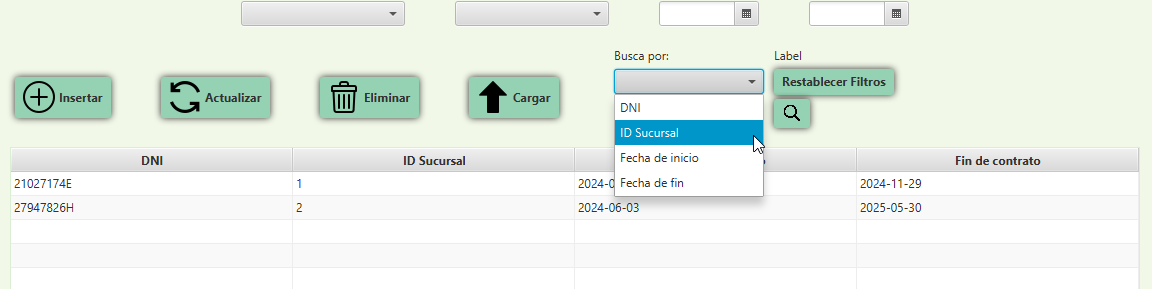 Busca por:
Label
Insertar
Actualizar
Eliminar
Cargar
Restablecer Filtros
DNI
ID Sucursal
Fecha de inicio
Fecha de fin
DNI ID Sucursal Fin de contrato
21027174E 1 2024-0 2024-11-29
27947826H 2 2024-06-03 2025-05-30